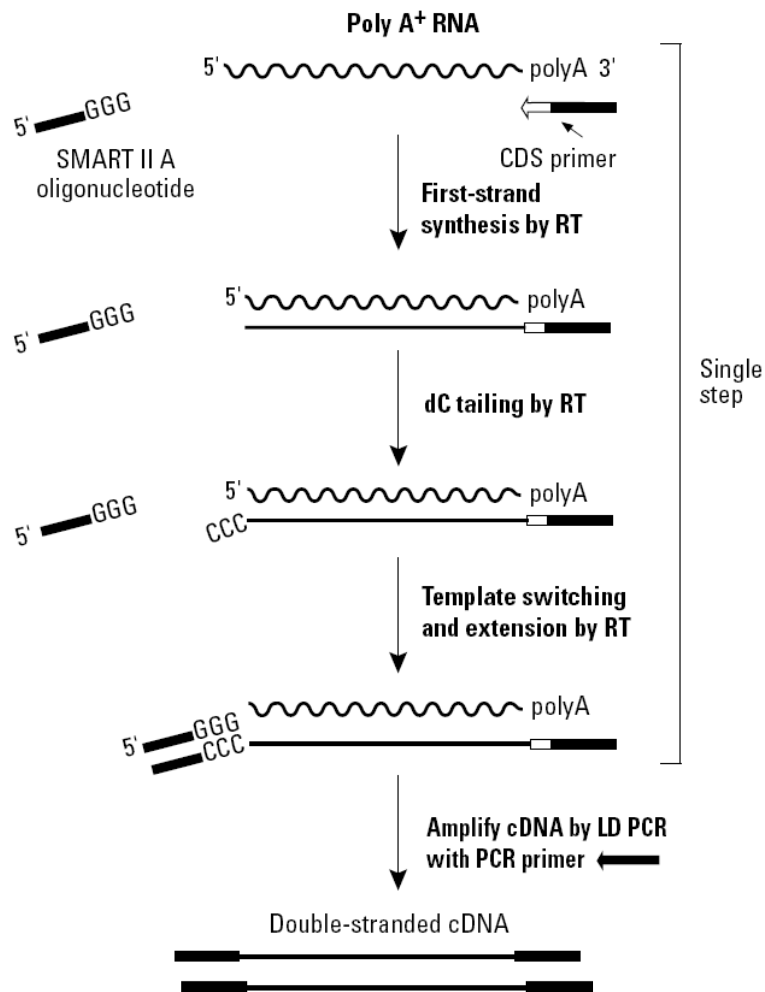 Poly A+ RNA
5' polyA 3'
5' GGG
SMART II A
oligonucleotide
CDS primer
First-strand
synthesis by RT
5' polyA
5' GGG
Single
step
dC tailing by RT
5' polyA
5' GGG
CCC
Template switching
and extension by RT
polyA
5' GGG
CCC
Amplify cDNA by LD PCR
with PCR primer
Double-stranded cDNA